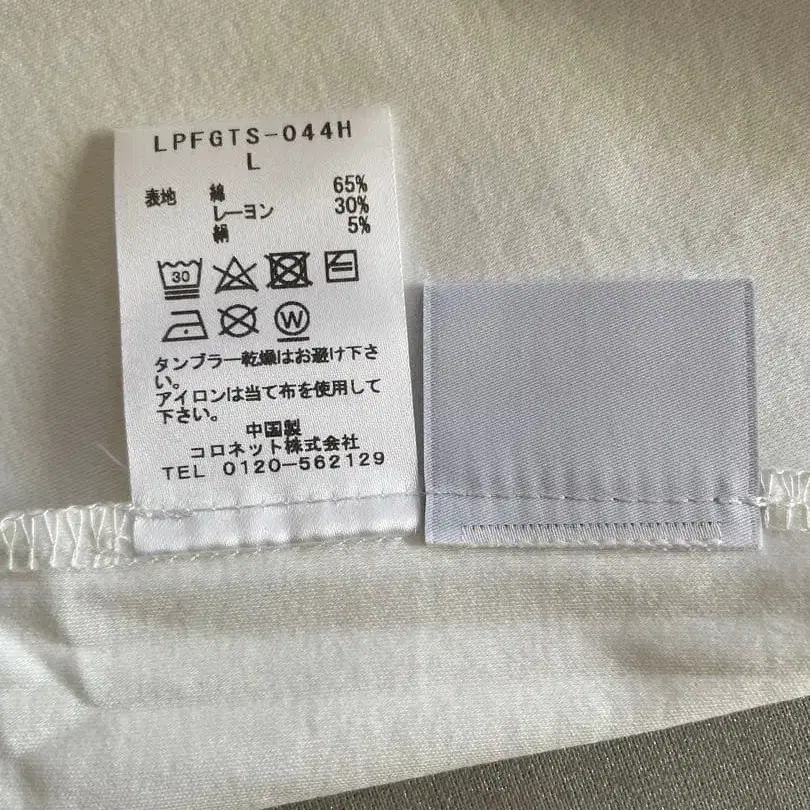 LPFGTS-044H
L
表地 綿 65%
レーヨン 30%
絹 5%
30
W
タンブラー乾燥はお避け下さ
い。
アイロンは当て布を使用して
下さい。
中国製
コロネット株式会社
TEL 0120-562129